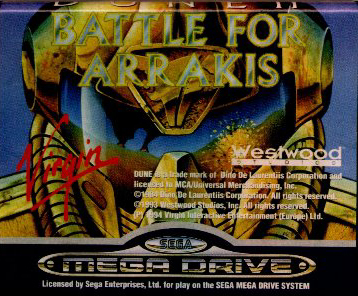 DUNE II
BATTLE FOR
ARRAKIS
Virgin
Westwood
STUDIOS
DUNE is a trade mark of Dino De Laurentiis Corporation and
licensed to MCA/Universal Merchandising, Inc.
©1984 Dino De Laurentiis Corporation. All rights reserved.
©1993 Westwood Studios, Inc. All rights reserved.
(c) 1994 Virgin Interactive Entertainment (Europe) Ltd.
SEGA
MEGA DRIVE
Licensed by Sega Enterprises, Ltd. for play on the SEGA MEGA DRIVE SYSTEM